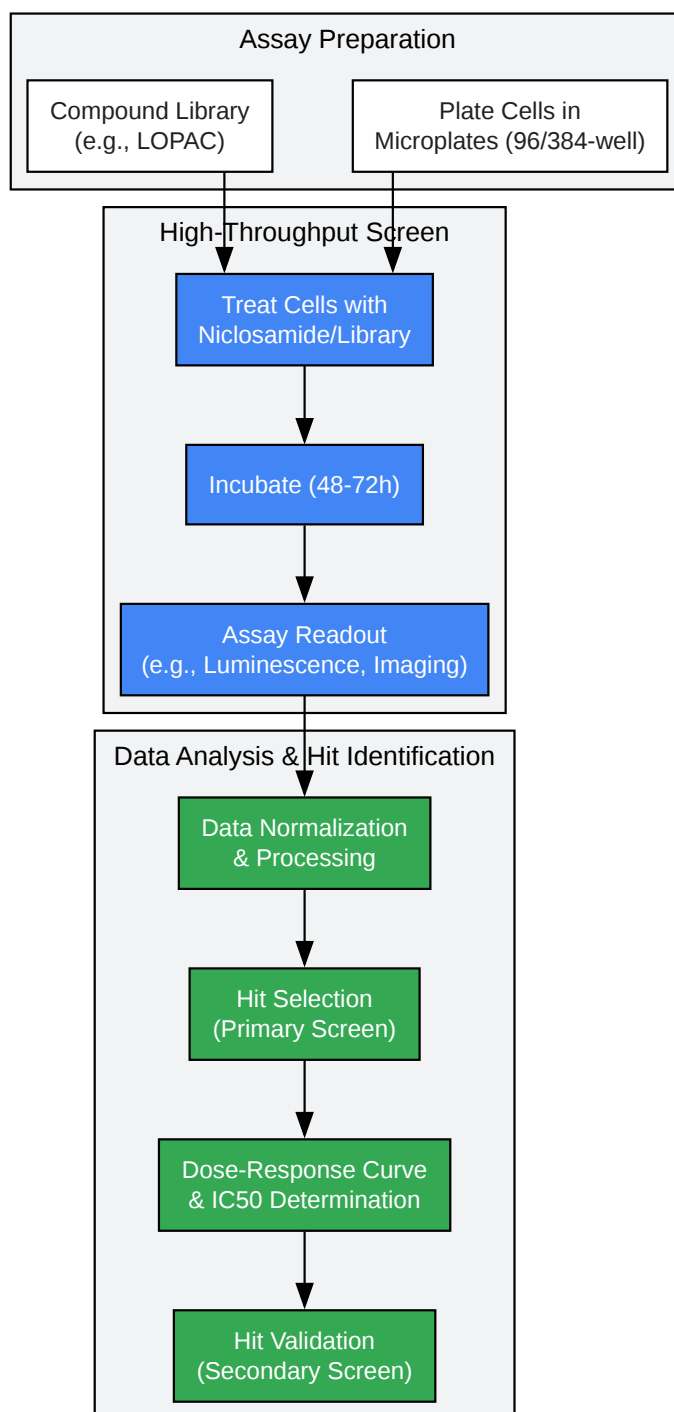 Assay Preparation
Compound Library
(e.g., LOPAC)
Plate Cells in
Microplates (96/384-well)
High-Throughput Screen
Treat Cells with
Niclosamide/Library
Incubate (48-72h)
Assay Readout
(e.g., Luminescence, Imaging)
Data Analysis & Hit Identification
Data Normalization
& Processing
Hit Selection
(Primary Screen)
Dose-Response Curve
& IC50 Determination
Hit Validation
(Secondary Screen)